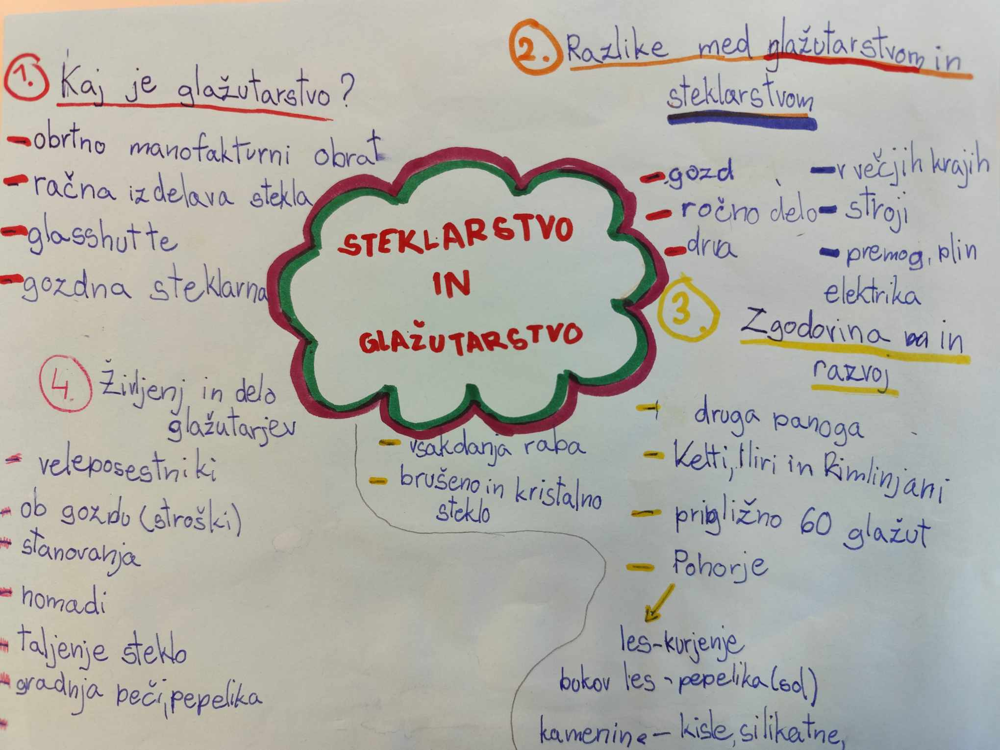 STEKLARSTVO
IN
GLAŽUTARSTVO
1. Kaj je glažutarstvo?
- obrtno manofakturni obrat
- račna izdelava stekla
- glasshutte
- gozdna steklarna
2. Razlike med glažutarstvom in
steklarstvom
- gozd
- ročno delo
- drva
- v večjih krajih
- stroji
- premog, plin
elektrika
3. Zgodovina in
razvoj
- druga panoga
- Kelti, Iliri in Rimlinjani
- pribgližno 60 glažut
- Pohorje
les-kurjenje
bukov les - pepelika (sol)
kamenine - kisle, silikatne,
- vsakdanja raba
- brušeno in kristalno
steklo
4. Življenj in delo
glažutarjev
- veleposestniki
- ob gozdu (stroški)
- stanovanja
- nomadi
- taljenje steklo
- gradnja peči, pepelika
-